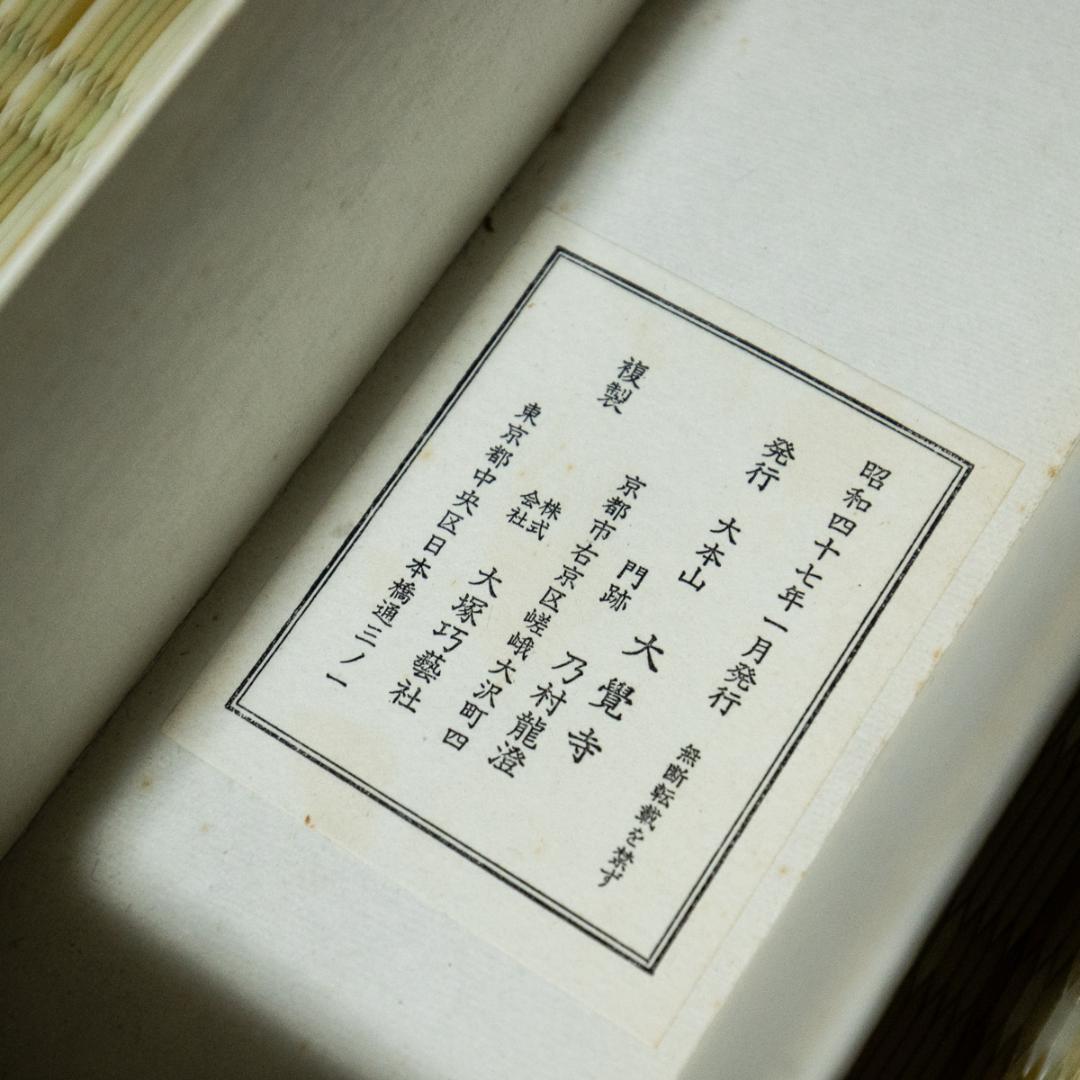 昭和四十七年一月発行
無断転載を禁ず
発行 大本山 大覺寺
門跡 乃村龍澄
京都市右京区嵯峨大沢町四
複製 株式会社 大塚巧藝社
東京都中央区日本橋通三ノ一